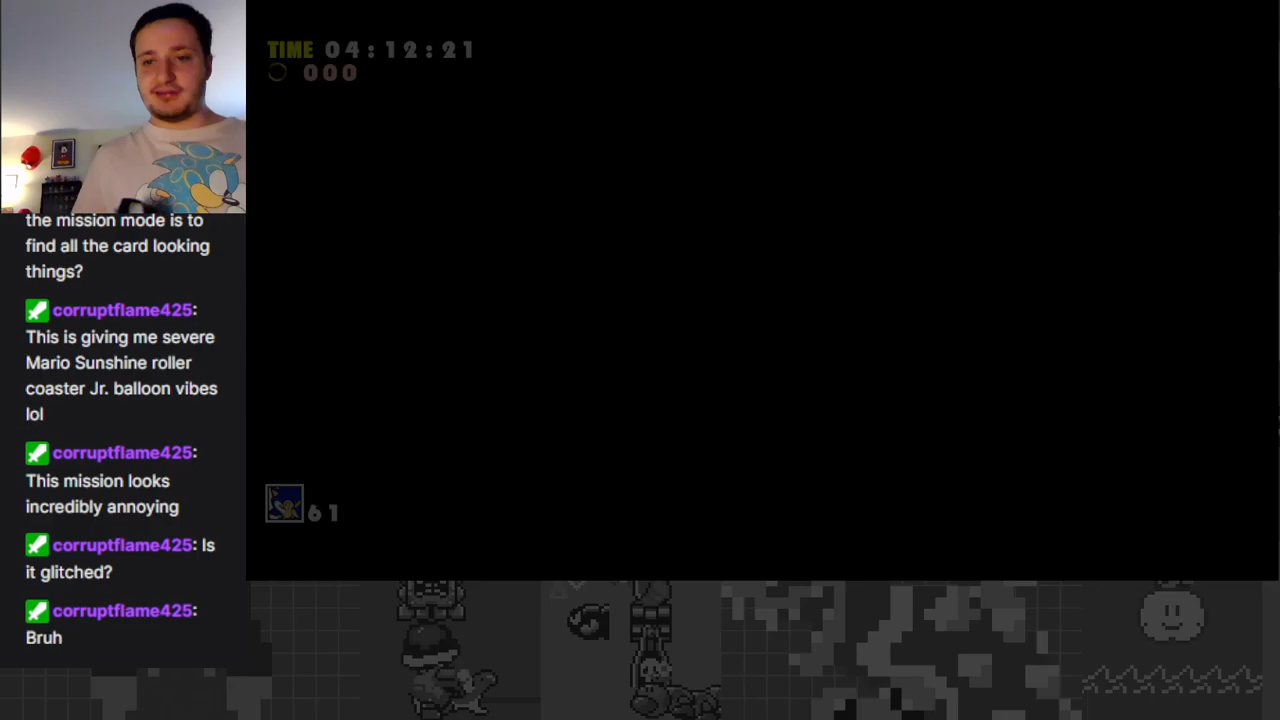 TIME 04:12:21
000
61
the mission mode is to
find all the card looking
things?
corruptflame425:
This is giving me severe
Mario Sunshine roller
coaster Jr. balloon vibes
lol
corruptflame425:
This mission looks
incredibly annoying
corruptflame425: Is
it glitched?
corruptflame425:
Bruh